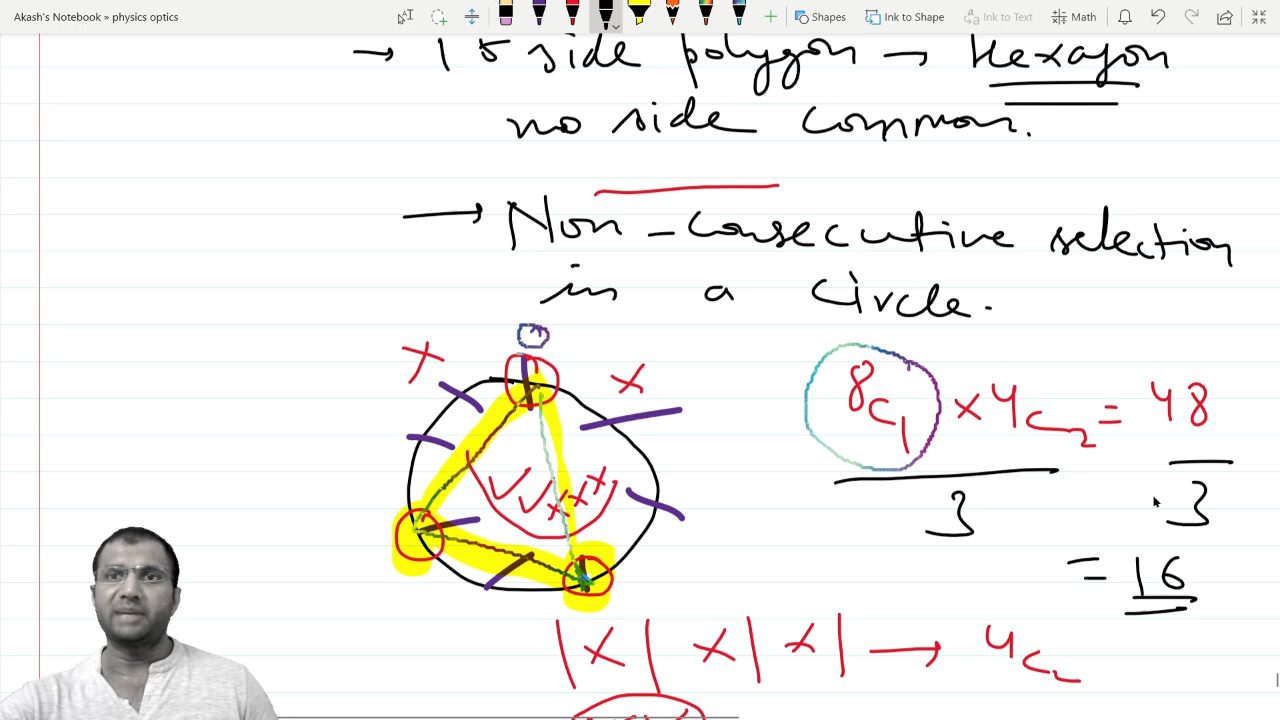 Akash's Notebook » physics optics
Shapes Ink to Shape Ink to Text Math
→ 15 side polygon → Hexagon
no side common.
→ Non-consecutive selection
in a circle.
8C1 × 4C2 = 48
3 3
= 16
|×| ×| ×| → 4C2